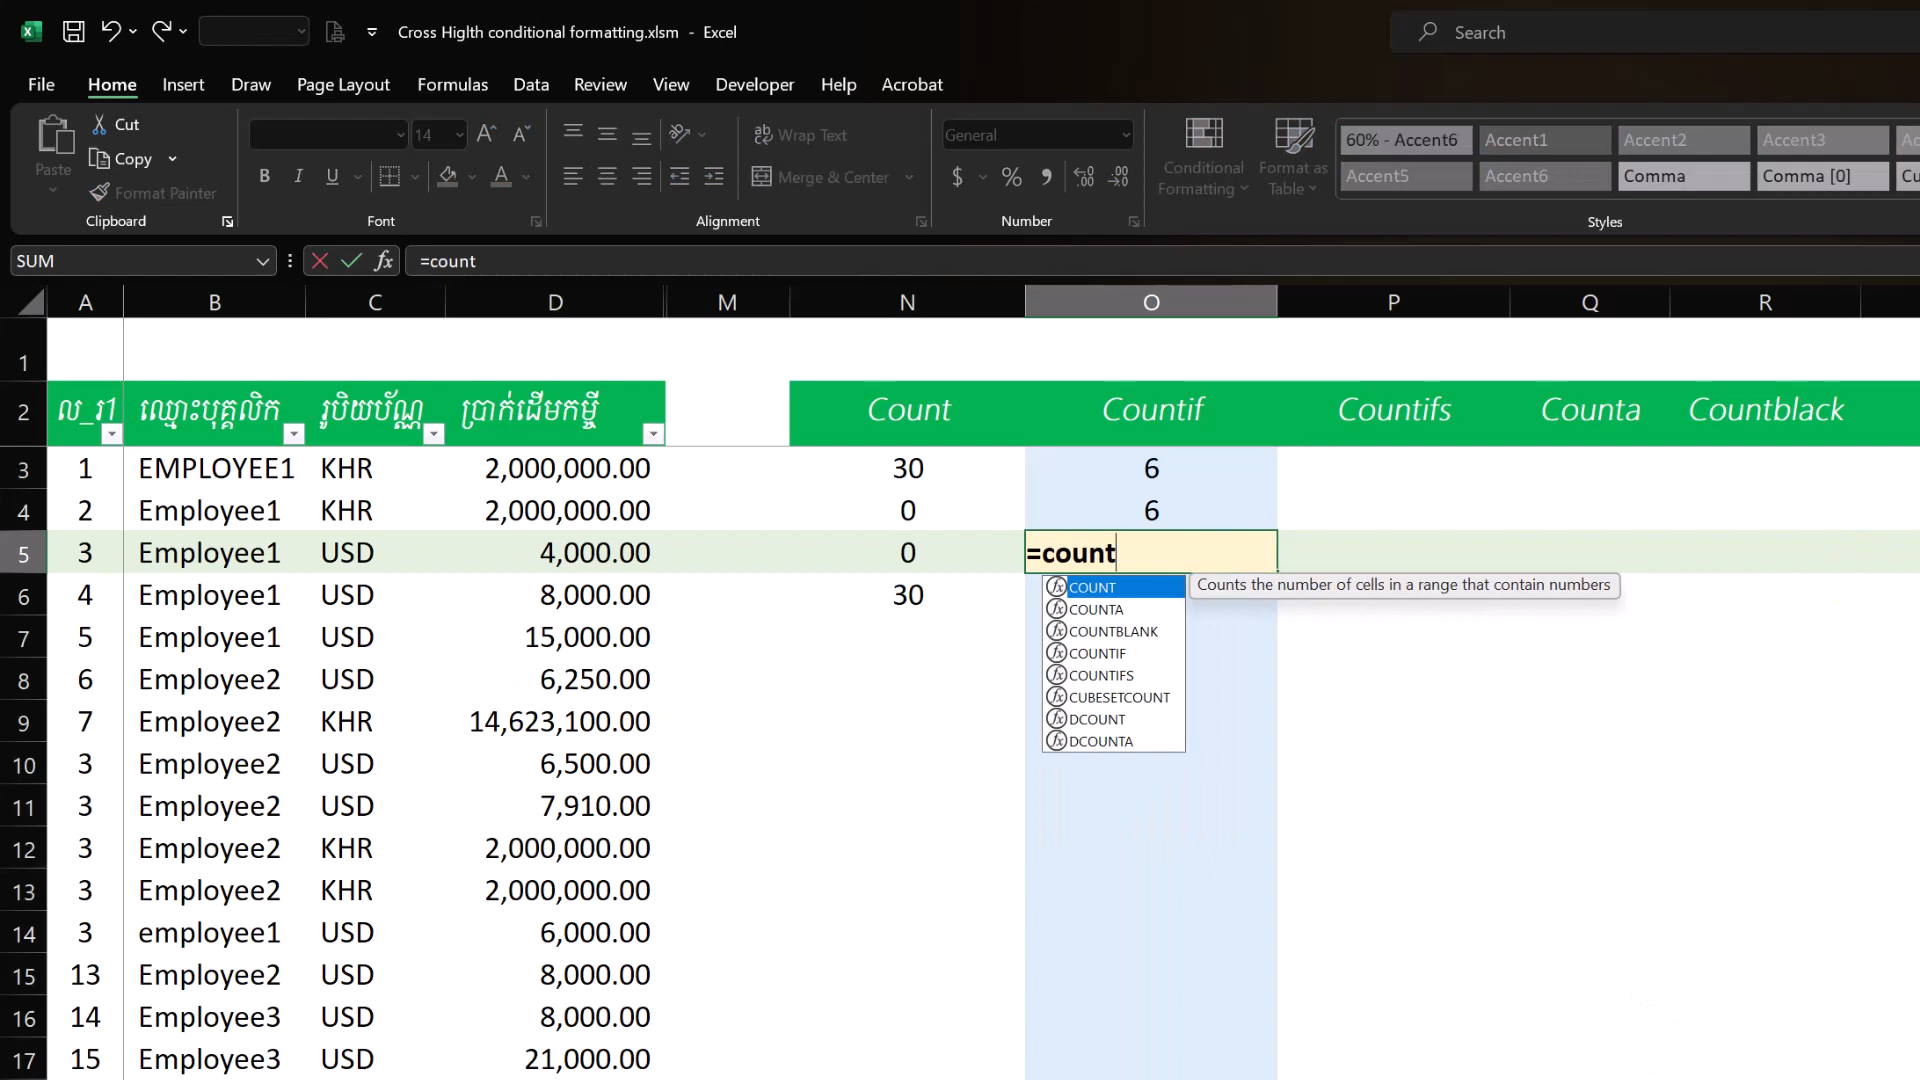 Cross Higlth conditional formatting.xlsm - Excel
Search
File Home Insert Draw Page Layout Formulas Data Review View Developer Help Acrobat
Paste
Cut
Copy
Format Painter
Clipboard
14
B I U
Font
Wrap Text
Merge & Center
Alignment
General
$ % 
Number
Conditional Formatting
Format as Table
60% - Accent6 Accent1 Accent2 Accent3
Accent5 Accent6 Comma Comma [0]
Styles
SUM fx =count
A B C D M N O P Q R
1
2 ល_រ1 ឈ្មោះបុគ្គលិក រូបិយប័ណ្ណ ប្រាក់ដើមកម្ចី Count Countif Countifs Counta Countblack
3 1 EMPLOYEE1 KHR 2,000,000.00 30 6
4 2 Employee1 KHR 2,000,000.00 0 6
5 3 Employee1 USD 4,000.00 0 =count
6 4 Employee1 USD 8,000.00 30
7 5 Employee1 USD 15,000.00
8 6 Employee2 USD 6,250.00
9 7 Employee2 KHR 14,623,100.00
10 3 Employee2 USD 6,500.00
11 3 Employee2 USD 7,910.00
12 3 Employee2 KHR 2,000,000.00
13 3 Employee2 KHR 2,000,000.00
14 3 employee1 USD 6,000.00
15 13 Employee2 USD 8,000.00
16 14 Employee3 USD 8,000.00
17 15 Employee3 USD 21,000.00
COUNT
COUNTA
COUNTBLANK
COUNTIF
COUNTIFS
CUBESETCOUNT
DCOUNT
DCOUNTA
Counts the number of cells in a range that contain numbers